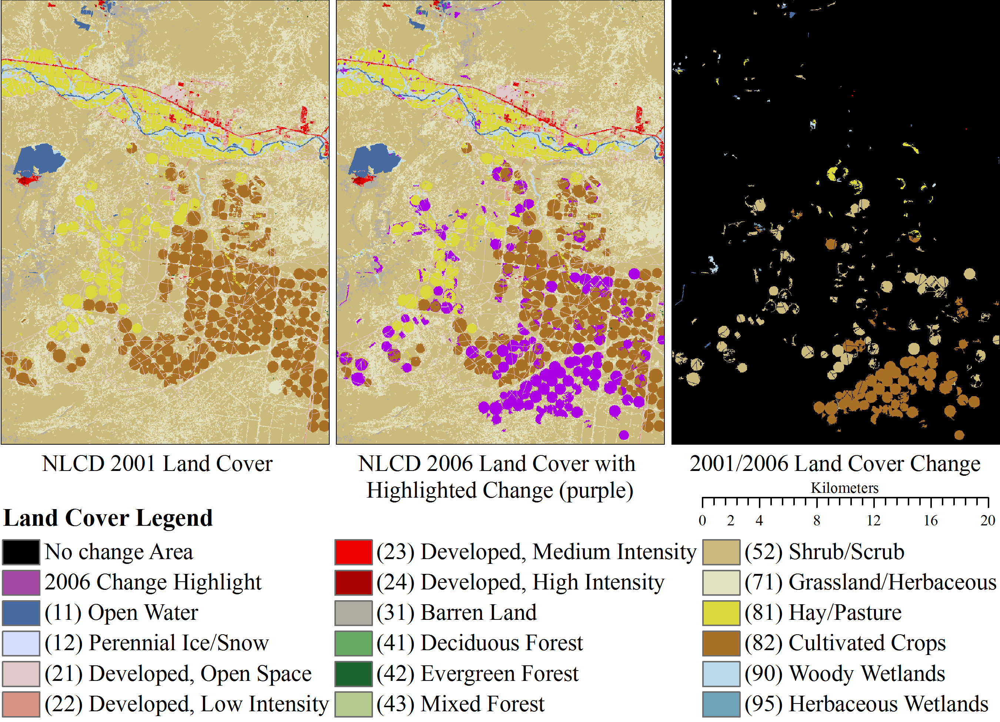 NLCD 2001 Land Cover
NLCD 2006 Land Cover with
Highlighted Change (purple)
2001/2006 Land Cover Change
Kilometers
0 2 4 8 12 16 20
Land Cover Legend
No change Area
2006 Change Highlight
(11) Open Water
(12) Perennial Ice/Snow
(21) Developed, Open Space
(22) Developed, Low Intensity
(23) Developed, Medium Intensity
(24) Developed, High Intensity
(31) Barren Land
(41) Deciduous Forest
(42) Evergreen Forest
(43) Mixed Forest
(52) Shrub/Scrub
(71) Grassland/Herbaceous
(81) Hay/Pasture
(82) Cultivated Crops
(90) Woody Wetlands
(95) Herbaceous Wetlands